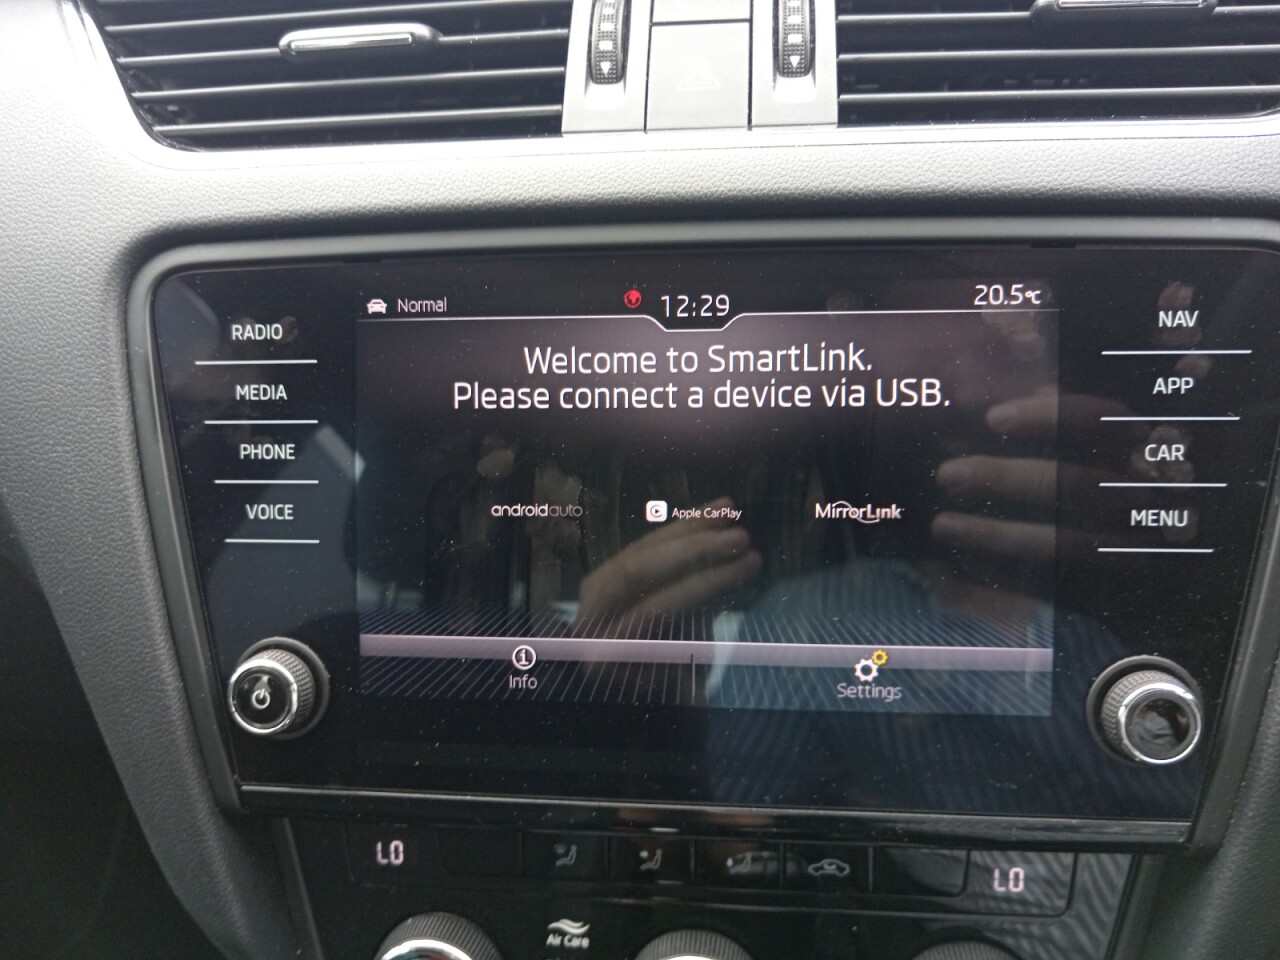 Normal
12:29
20.5°C
RADIO
MEDIA
PHONE
VOICE
Welcome to SmartLink.
Please connect a device via USB.
androidauto
Apple CarPlay
MirrorLink
Info
Settings
NAV
APP
CAR
MENU
LO
LO
Air Care